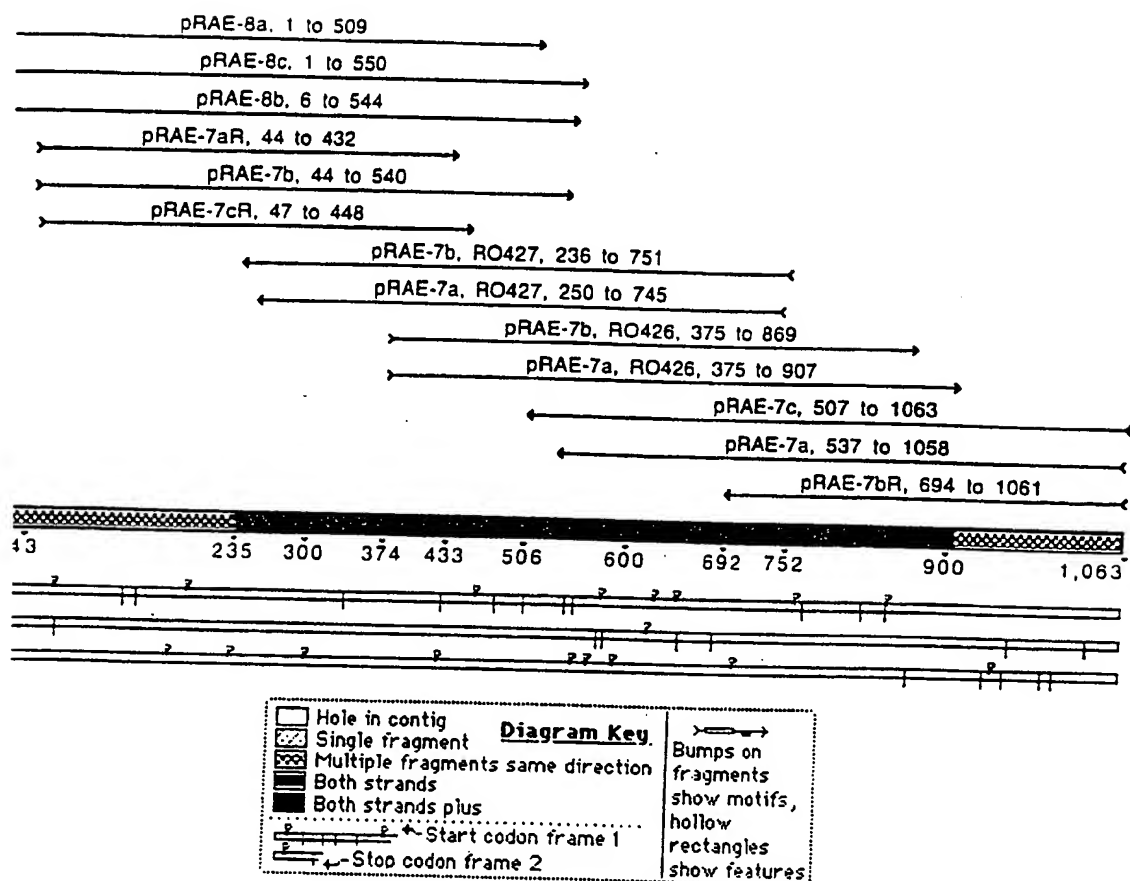 pRAE-8a, 1 to 509
pRAE-8c, 1 to 550
pRAE-8b, 6 to 544
pRAE-7aR, 44 to 432
pRAE-7b, 44 to 540
pRAE-7cR, 47 to 448
pRAE-7b, RO427, 236 to 751
pRAE-7a, RO427, 250 to 745
pRAE-7b, RO426, 375 to 869
pRAE-7a, RO426, 375 to 907
pRAE-7c, 507 to 1063
pRAE-7a, 537 to 1058
pRAE-7bR, 694 to 1061
43 235 300 374 433 506 600 692 752 900 1,063
Diagram Key
Hole in contig
Single fragment
Multiple fragments same direction
Both strands
Both strands plus
Start codon frame 1
Stop codon frame 2
Bumps on
fragments
show motifs,
hollow
rectangles
show features